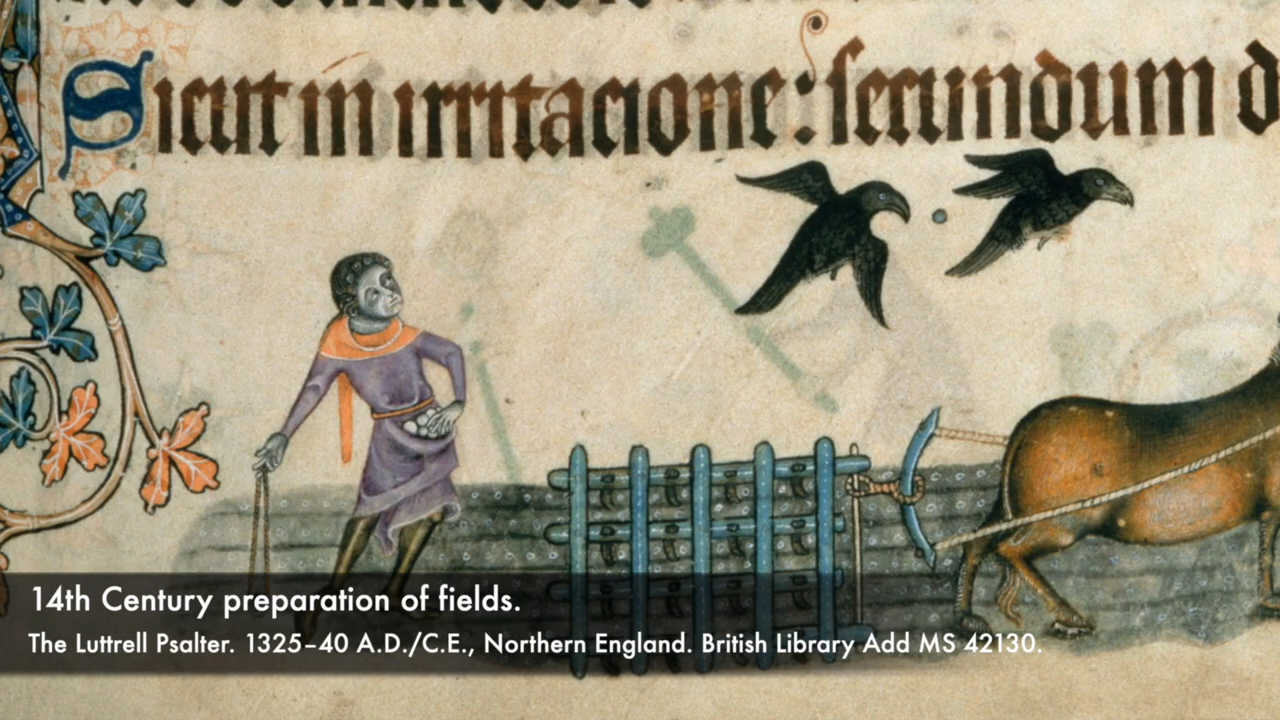 Sicut in irritacione: secundum d
14th Century preparation of fields.
The Luttrell Psalter. 1325–40 A.D./C.E., Northern England. British Library Add MS 42130.